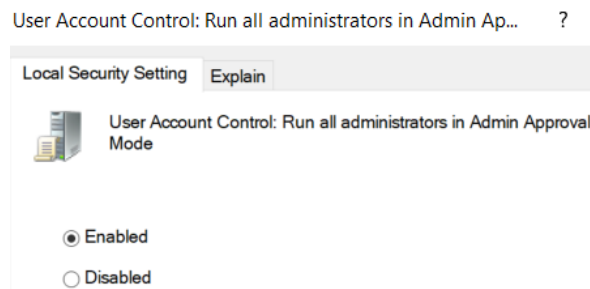 User Account Control: Run all administrators in Admin Ap... ?
Local Security Setting Explain
User Account Control: Run all administrators in Admin Approval
Mode
Enabled
Disabled